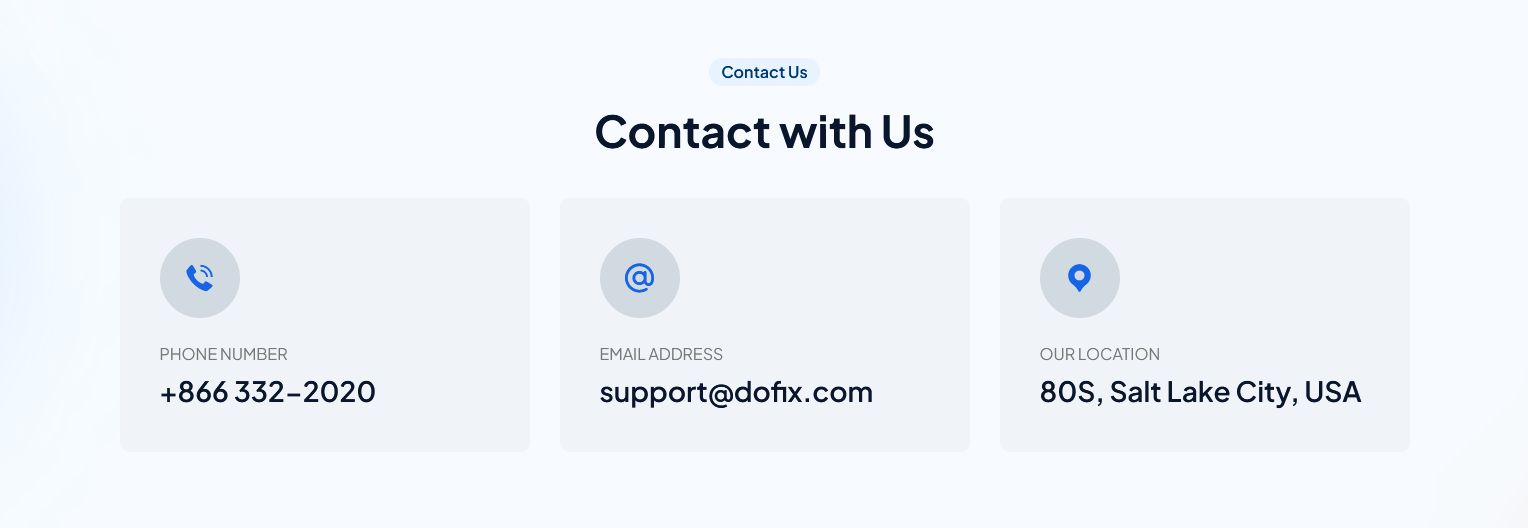 Contact Us
Contact with Us
PHONE NUMBER
+866 332–2020
EMAIL ADDRESS
support@dofix.com
OUR LOCATION
80S, Salt Lake City, USA